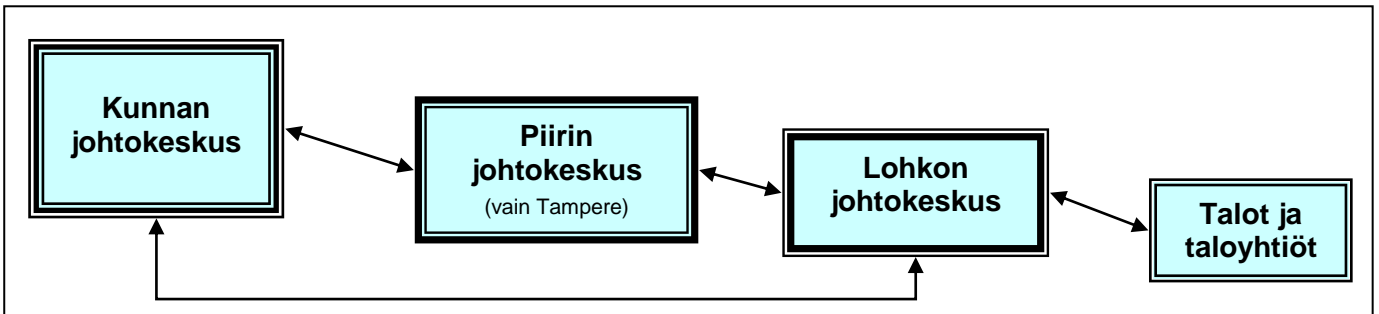 Kunnan
johtokeskus
Piirin
johtokeskus
(vain Tampere)
Lohkon
johtokeskus
Talot ja
taloyhtiöt